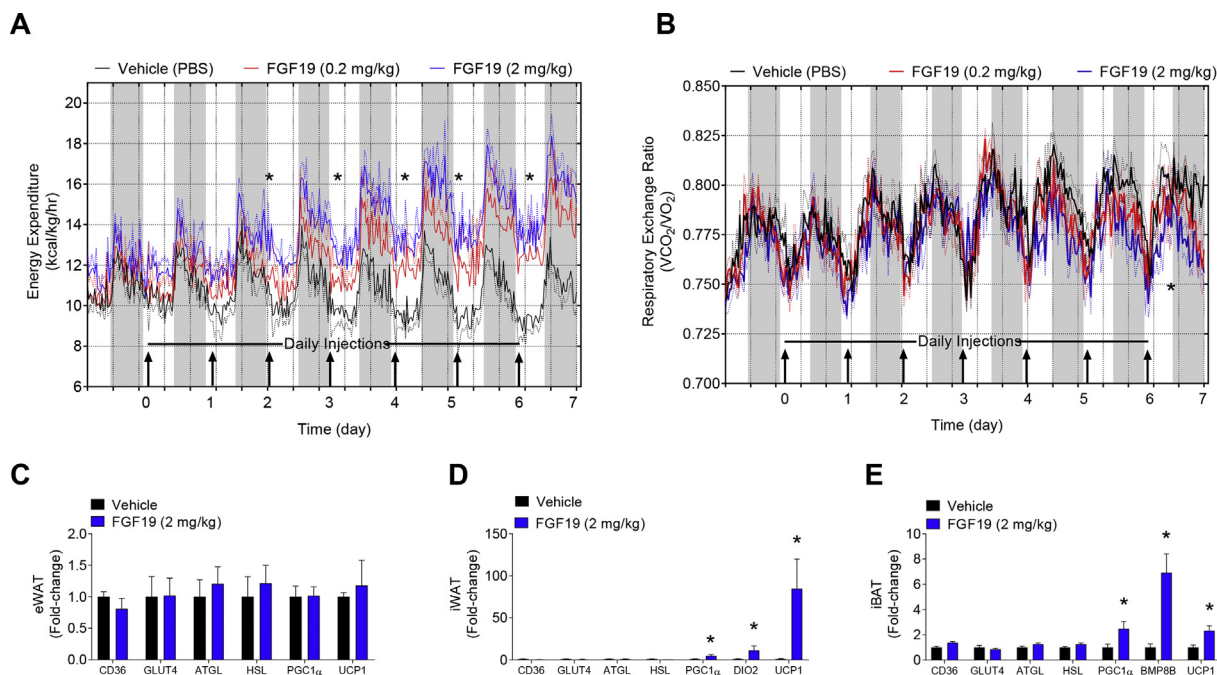 A
Vehicle (PBS) FGF19 (0.2 mg/kg) FGF19 (2 mg/kg)
Energy Expenditure
(kcal/kg/hr)
20
18
16
14
12
10
8
6
* * * * *
Daily Injections
0 1 2 3 4 5 6 7
Time (day)
B
Vehicle (PBS) FGF19 (0.2 mg/kg) FGF19 (2 mg/kg)
Respiratory Exchange Ratio
(VCO₂/VO₂)
0.850
0.825
0.800
0.775
0.750
0.725
0.700
*
Daily Injections
0 1 2 3 4 5 6 7
Time (day)
C
Vehicle
FGF19 (2 mg/kg)
eWAT
(Fold-change)
2.0
1.5
1.0
0.5
0.0
CD36 GLUT4 ATGL HSL PGC1α UCP1
D
Vehicle
FGF19 (2 mg/kg)
iWAT
(Fold-change)
150
100
50
0
* * *
CD36 GLUT4 ATGL HSL PGC1α DIO2 UCP1
E
Vehicle
FGF19 (2 mg/kg)
iBAT
(Fold-change)
10
8
6
4
2
0
* * *
CD36 GLUT4 ATGL HSL PGC1α BMP8B UCP1